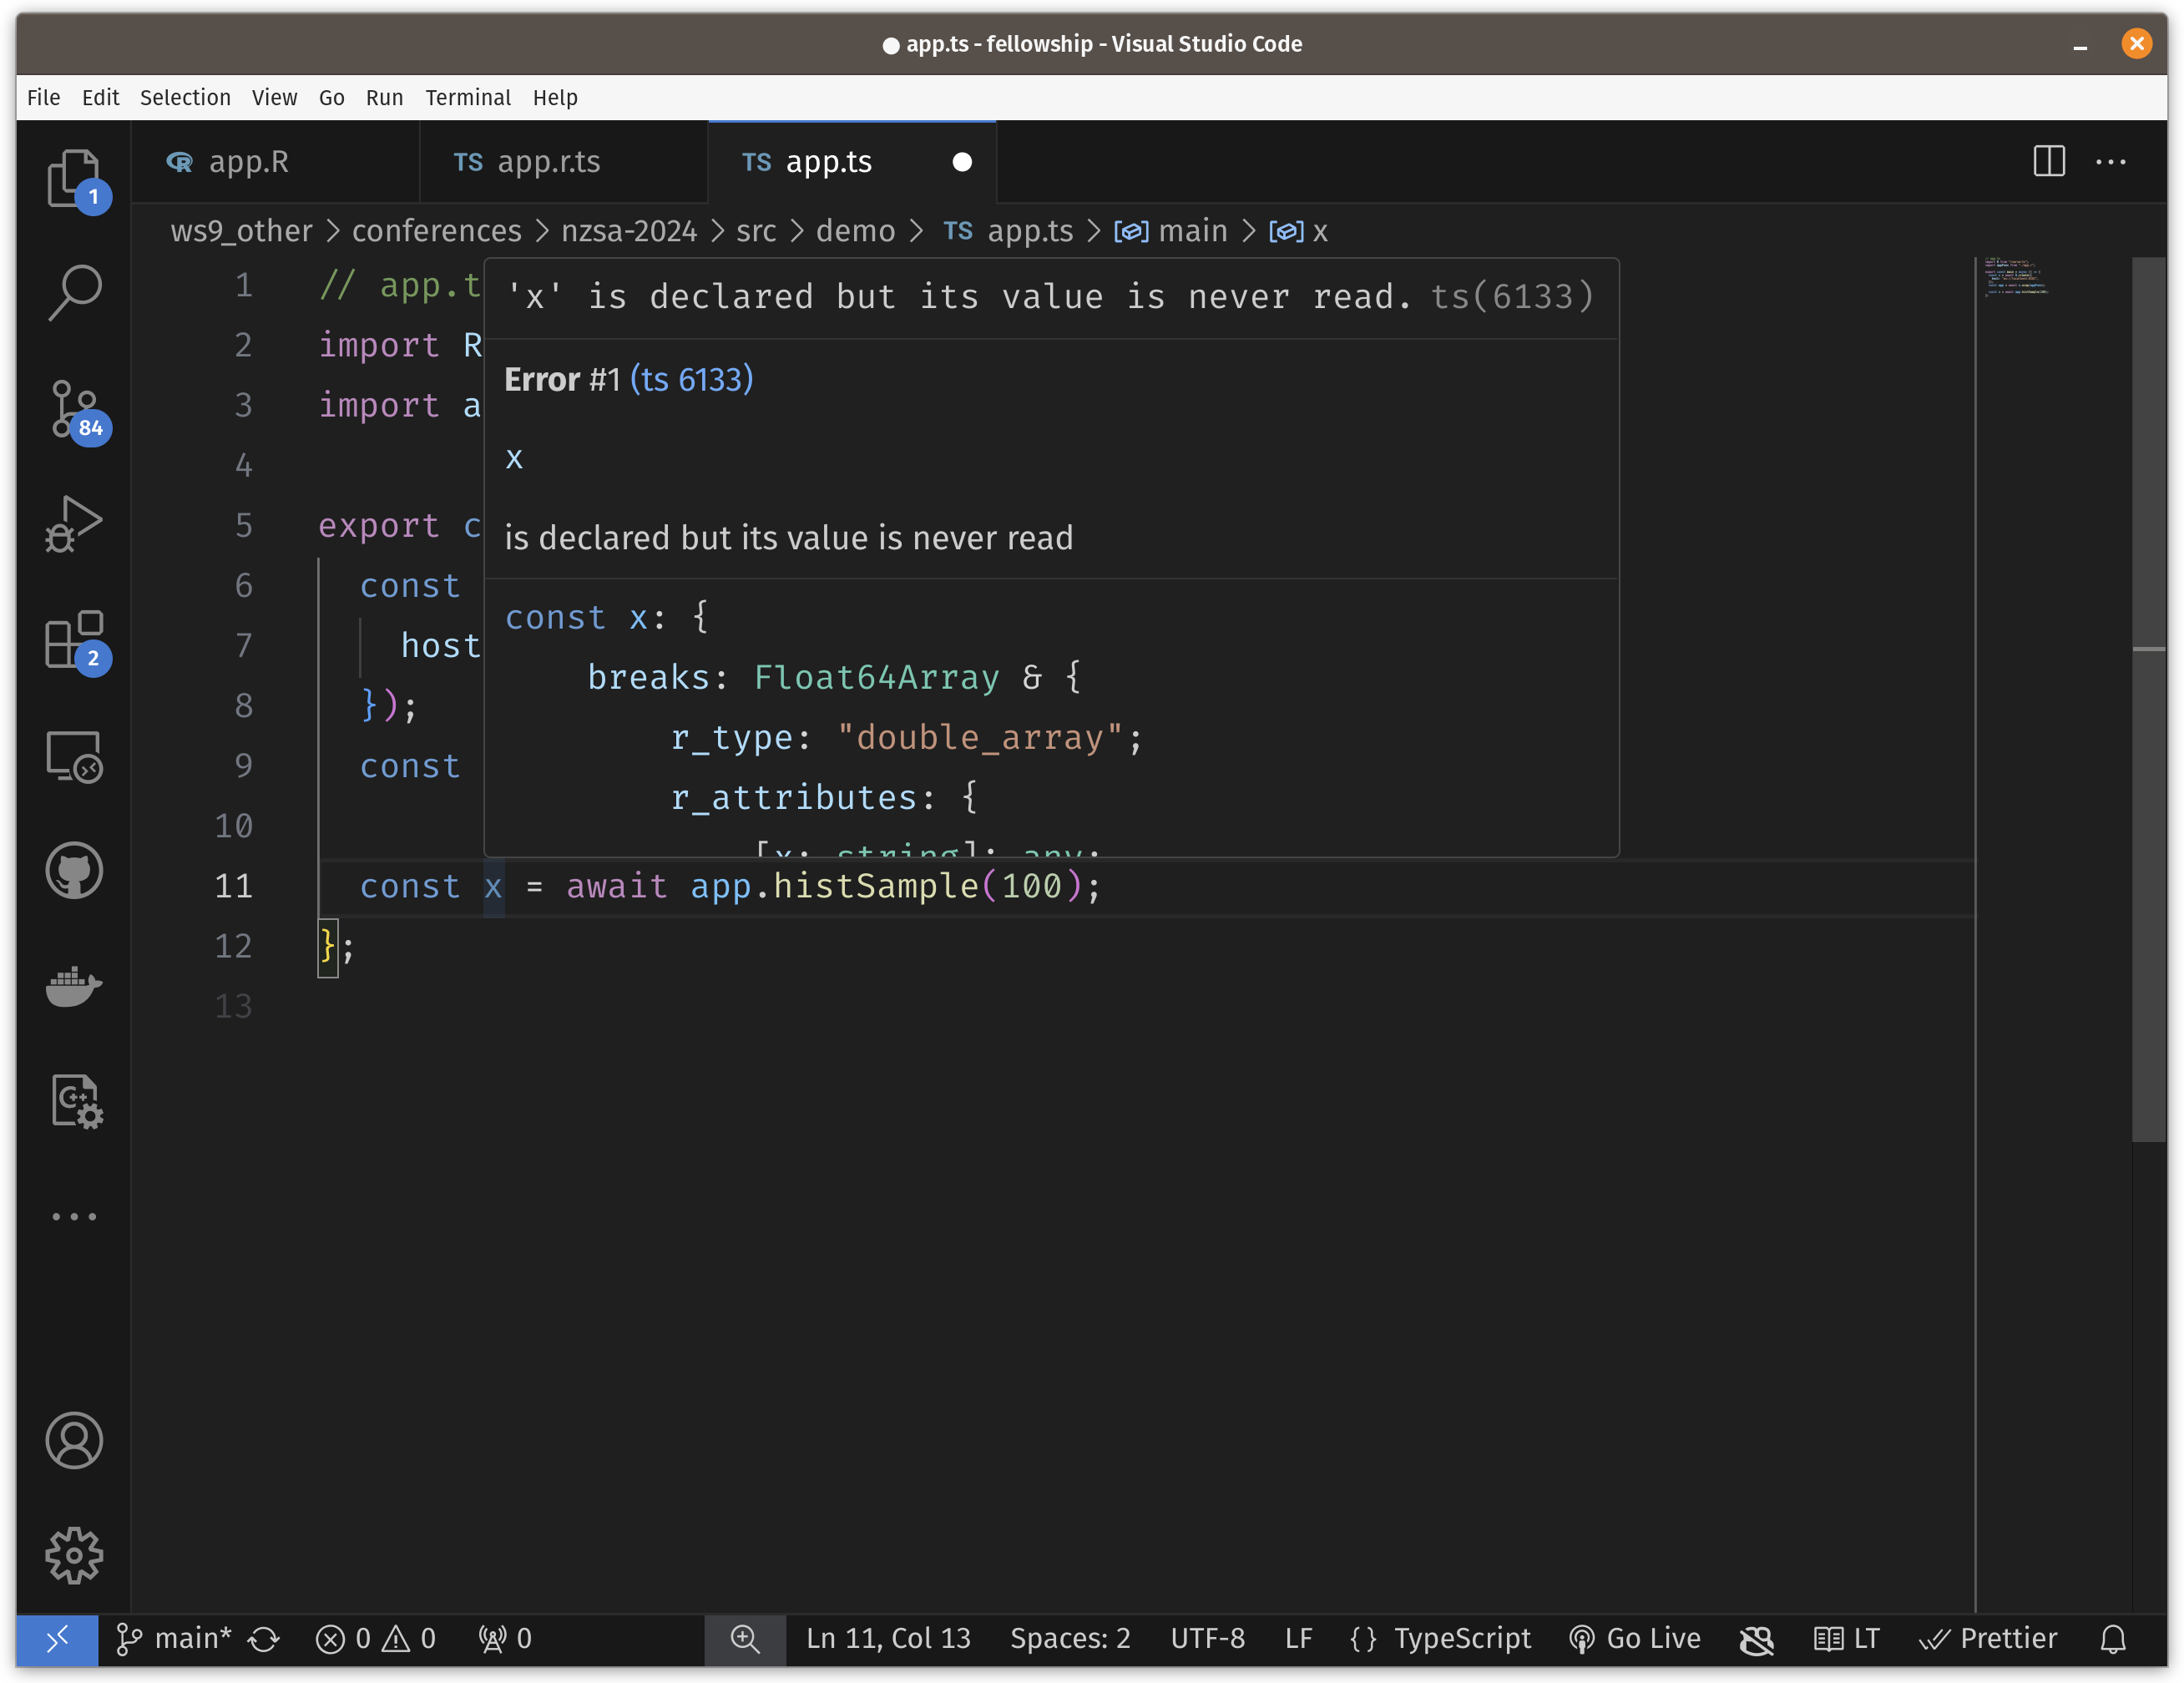 app.ts - fellowship - Visual Studio Code
File Edit Selection View Go Run Terminal Help
app.R TS app.r.ts TS app.ts
ws9_other > conferences > nzsa-2024 > src > demo > TS app.ts > main > x
1 // app.t
2 import R
3 import a
4
5 export c
6 const
7 host
8 });
9 const
10
11 const x = await app.histSample(100);
12 };
13
'x' is declared but its value is never read. ts(6133)
Error #1 (ts 6133)
x
is declared but its value is never read
const x: {
breaks: Float64Array & {
r_type: "double_array";
r_attributes: {
[x: string]: any;
1
84
2
main* 0 0 0 Ln 11, Col 13 Spaces: 2 UTF-8 LF {} TypeScript Go Live LT Prettier